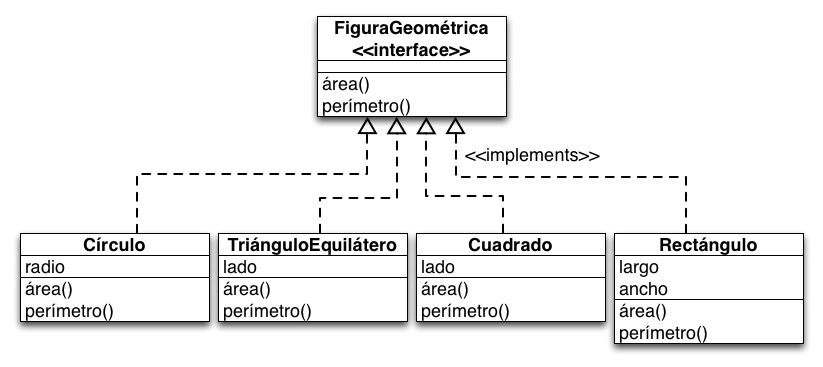 FiguraGeométrica
<<interface>>
área()
perímetro()
<<implements>>
Círculo
radio
área()
perímetro()
TriánguloEquilátero
lado
área()
perímetro()
Cuadrado
lado
área()
perímetro()
Rectángulo
largo
ancho
área()
perímetro()